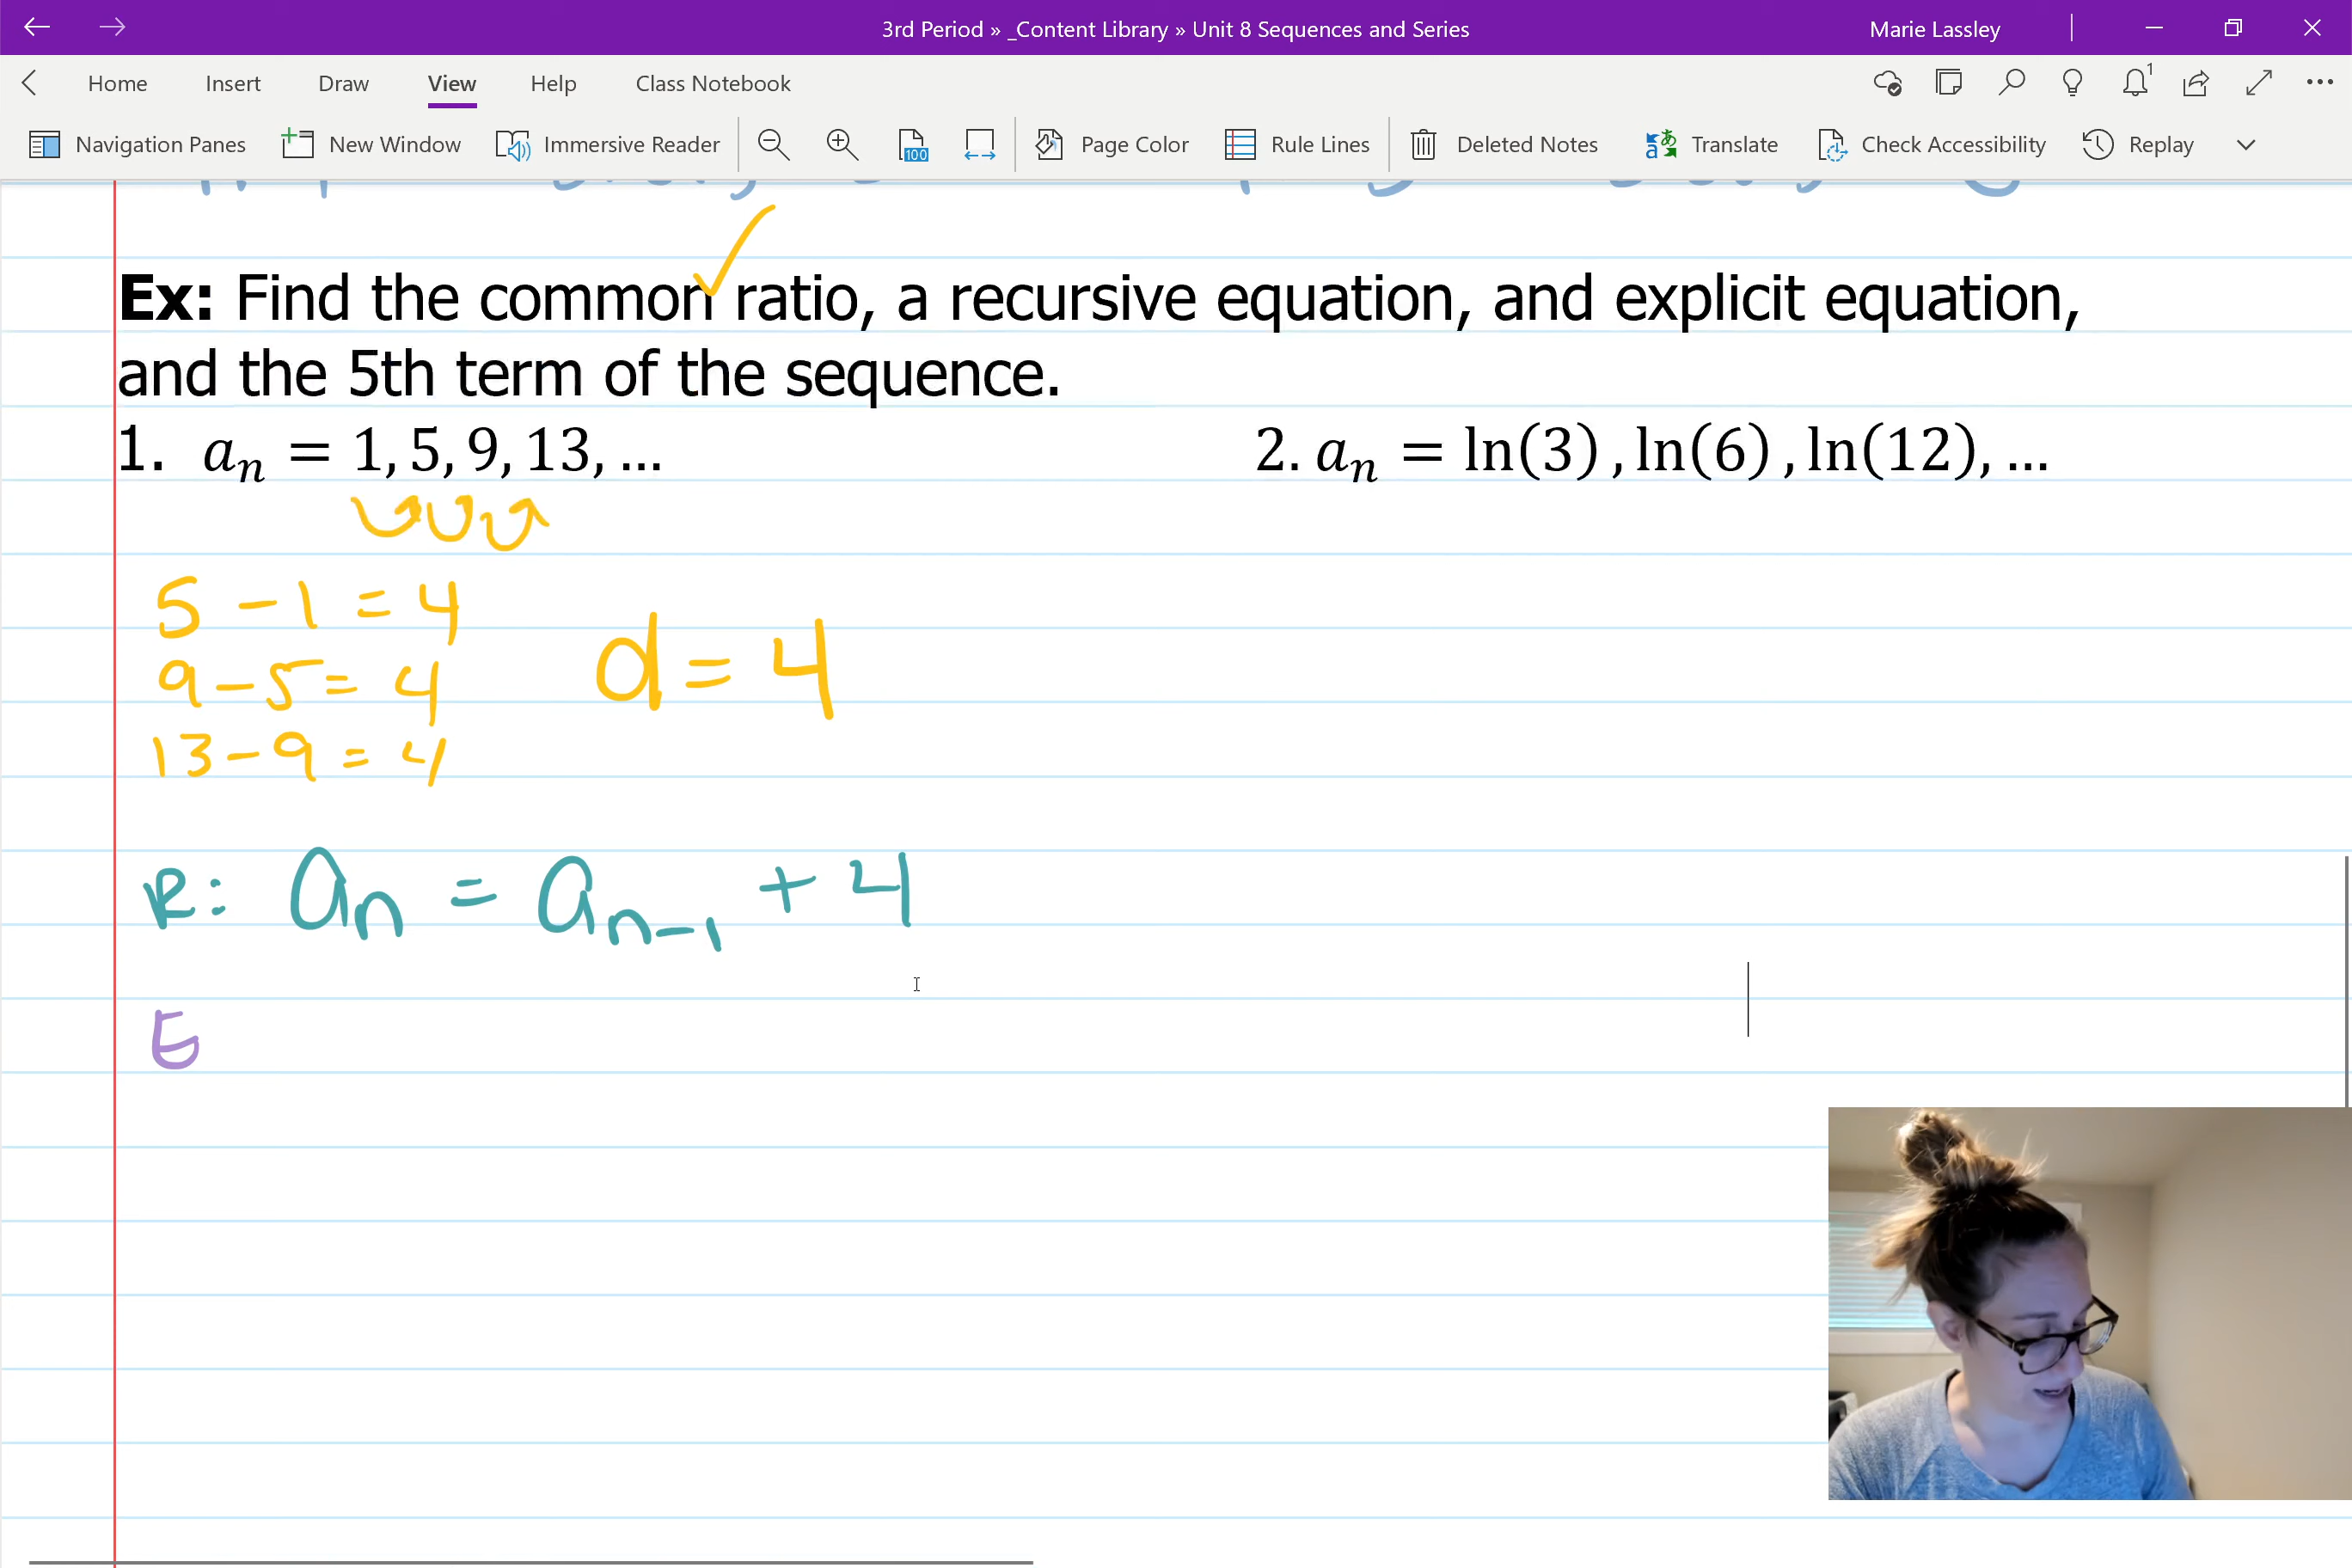 3rd Period » _Content Library » Unit 8 Sequences and Series
Marie Lassley
Home Insert Draw View Help Class Notebook
1
Navigation Panes New Window Immersive Reader 100 Page Color Rule Lines Deleted Notes Translate Check Accessibility Replay
Ex: Find the common ratio, a recursive equation, and explicit equation,
and the 5th term of the sequence.
1. aₙ = 1, 5, 9, 13, ...
2. aₙ = ln(3) , ln(6) , ln(12), ...
5 - 1 = 4
9 - 5 = 4
13 - 9 = 4
d = 4
R: aₙ = aₙ₋₁ + 4
E